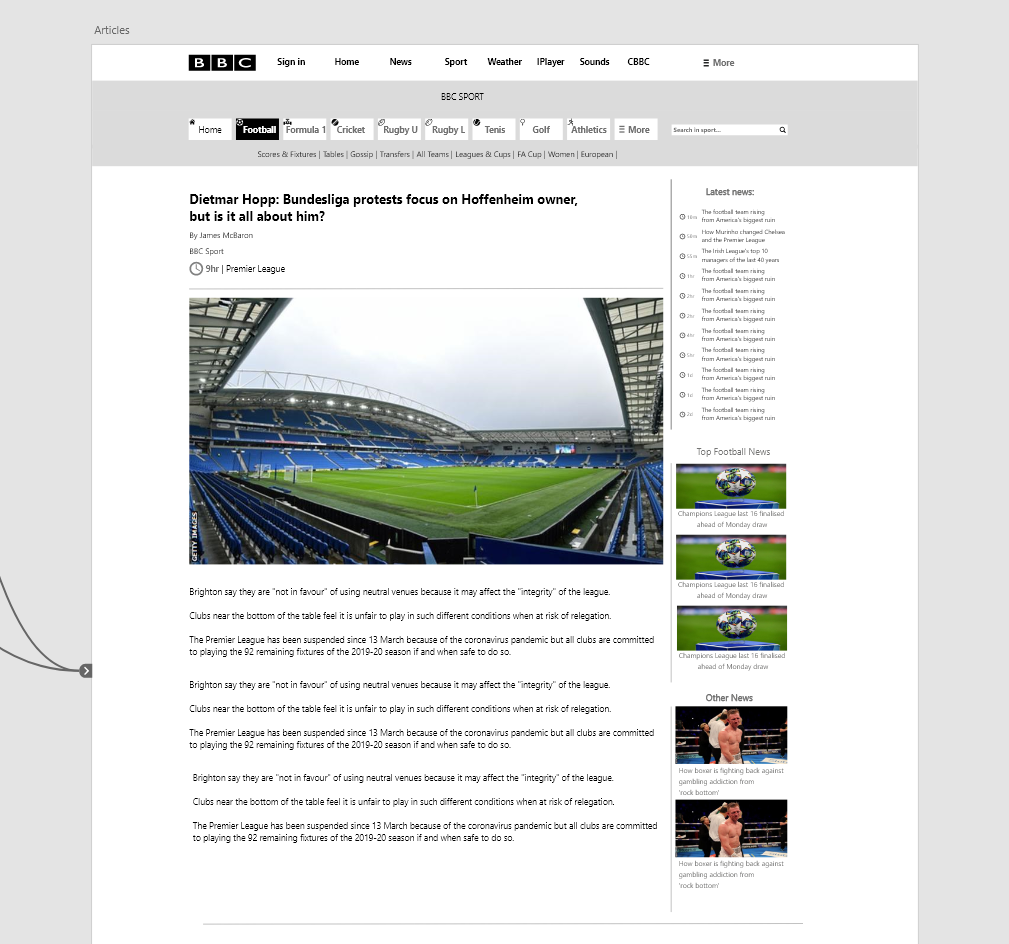 Articles
BBC Sign in Home News Sport Weather IPlayer Sounds CBBC More
BBC SPORT
Home Football Formula 1 Cricket Rugby U Rugby L Tenis Golf Athletics More Search in sport...
Scores & Fixtures | Tables | Gossip | Transfers | All Teams | Leagues & Cups | FA Cup | Women | European |
Dietmar Hopp: Bundesliga protests focus on Hoffenheim owner,
but is it all about him?
By James McBaron
BBC Sport
9hr | Premier League
GETTY IMAGES
Brighton say they are "not in favour" of using neutral venues because it may affect the "integrity" of the league.
Clubs near the bottom of the table feel it is unfair to play in such different conditions when at risk of relegation.
The Premier League has been suspended since 13 March because of the coronavirus pandemic but all clubs are committed
to playing the 92 remaining fixtures of the 2019-20 season if and when safe to do so.
Brighton say they are "not in favour" of using neutral venues because it may affect the "integrity" of the league.
Clubs near the bottom of the table feel it is unfair to play in such different conditions when at risk of relegation.
The Premier League has been suspended since 13 March because of the coronavirus pandemic but all clubs are committed
to playing the 92 remaining fixtures of the 2019-20 season if and when safe to do so.
Brighton say they are "not in favour" of using neutral venues because it may affect the "integrity" of the league.
Clubs near the bottom of the table feel it is unfair to play in such different conditions when at risk of relegation.
The Premier League has been suspended since 13 March because of the coronavirus pandemic but all clubs are committed
to playing the 92 remaining fixtures of the 2019-20 season if and when safe to do so.
Latest news:
The football team rising
from America's biggest ruin
How Murinho changed Chelsea
and the Premier League
The Irish League's top 10
managers of the last 40 years
1hr The football team rising
from America's biggest ruin
2hr The football team rising
from America's biggest ruin
2hr The football team rising
from America's biggest ruin
The football team rising
from America's biggest ruin
5hr The football team rising
from America's biggest ruin
1d The football team rising
from America's biggest ruin
1d The football team rising
from America's biggest ruin
2d The football team rising
from America's biggest ruin
Top Football News
Champions League last 16 finalised
ahead of Monday draw
Champions League last 16 finalised
ahead of Monday draw
Champions League last 16 finalised
ahead of Monday draw
Other News
How boxer is fighting back against
gambling addiction from
'rock bottom'
How boxer is fighting back against
gambling addiction from
'rock bottom'